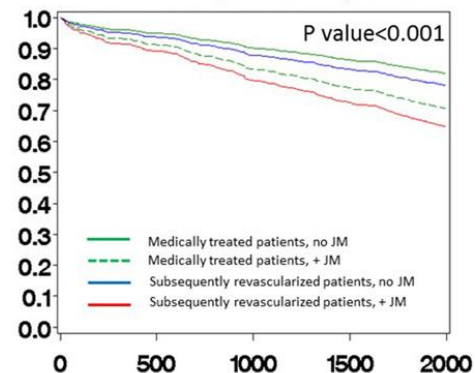 P value<0.001
1.0
0.9
0.8
0.7
0.6
0.5
0.4
0.3
0.2
0.1
0.0
Medically treated patients, no JM
Medically treated patients, + JM
Subsequently revascularized patients, no JM
Subsequently revascularized patients, + JM
0 500 1000 1500 2000